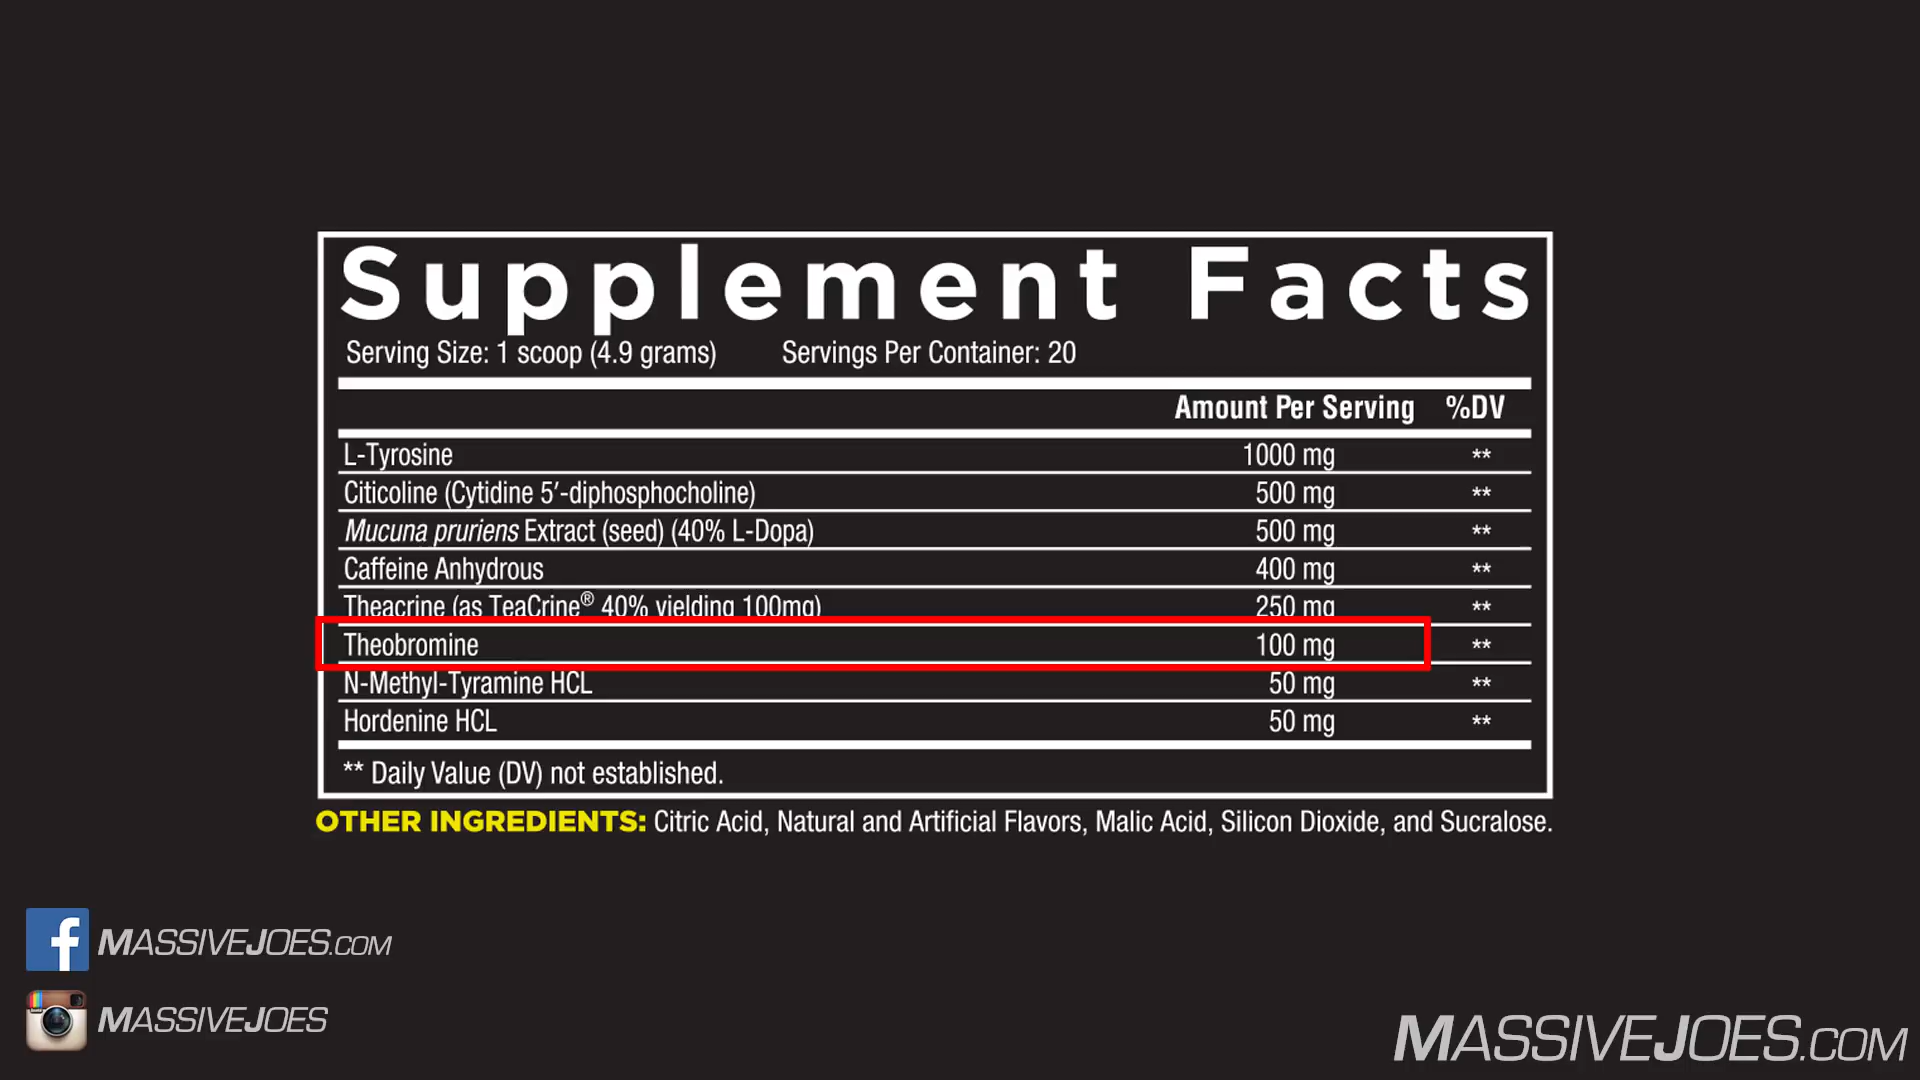 Supplement Facts
Serving Size: 1 scoop (4.9 grams) Servings Per Container: 20
Amount Per Serving %DV
L-Tyrosine 1000 mg **
Citicoline (Cytidine 5′-diphosphocholine) 500 mg **
Mucuna pruriens Extract (seed) (40% L-Dopa) 500 mg **
Caffeine Anhydrous 400 mg **
Theacrine (as TeaCrine® 40% yielding 100mg) 250 mg **
Theobromine 100 mg **
N-Methyl-Tyramine HCL 50 mg **
Hordenine HCL 50 mg **
** Daily Value (DV) not established.
OTHER INGREDIENTS: Citric Acid, Natural and Artificial Flavors, Malic Acid, Silicon Dioxide, and Sucralose.
f MASSIVEJOES.COM
MASSIVEJOES
MASSIVEJOES.COM